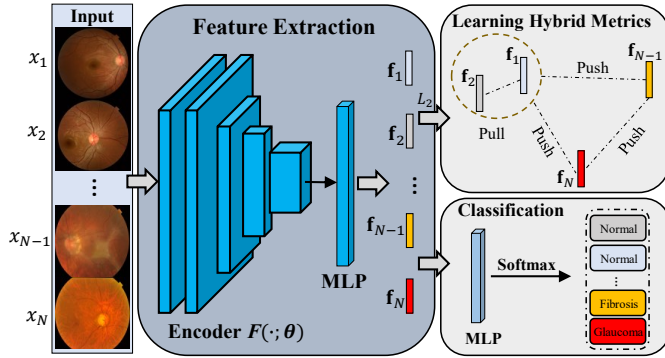 Input
x1
x2
...
xN−1
xN
Feature Extraction
Encoder F(·; θ)
MLP
f1
f2
...
fN−1
fN
L2
Learning Hybrid Metrics
f2
f1
fN−1
Push
Pull
Push
Push
fN
Classification
MLP
Softmax
Normal
Normal
...
Fibrosis
Glaucoma